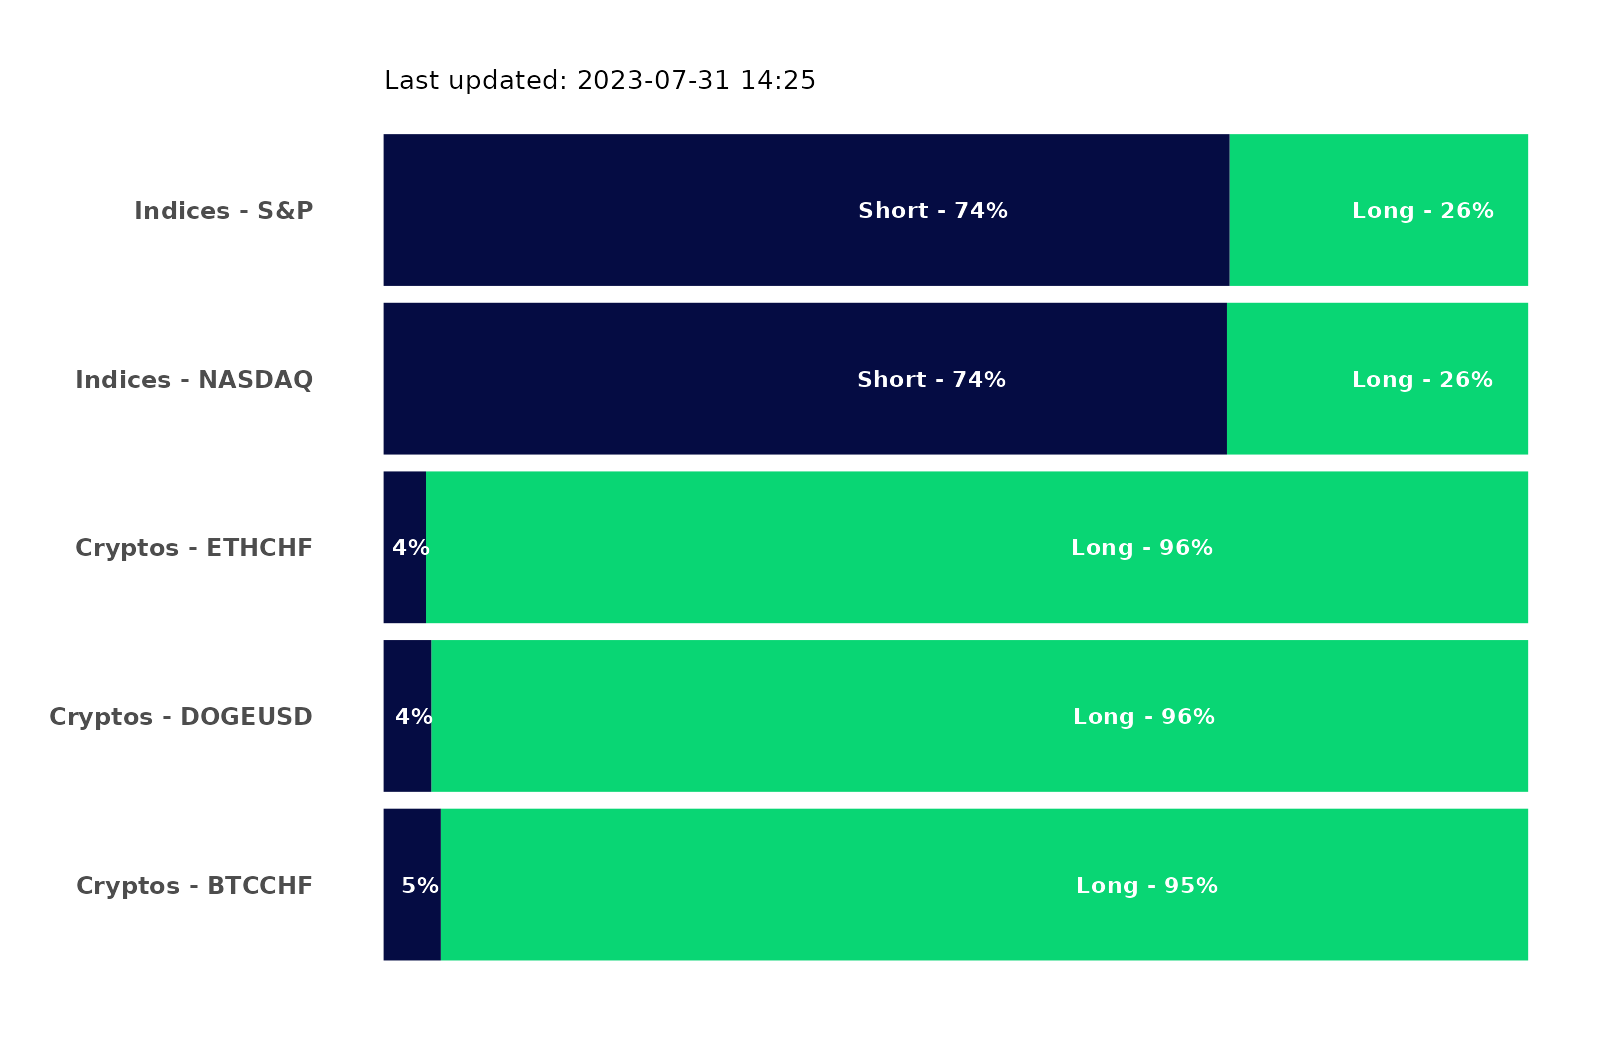 Last updated: 2023-07-31 14:25
Indices - S&P Short - 74% Long - 26%
Indices - NASDAQ Short - 74% Long - 26%
Cryptos - ETHCHF 4% Long - 96%
Cryptos - DOGEUSD 4% Long - 96%
Cryptos - BTCCHF 5% Long - 95%